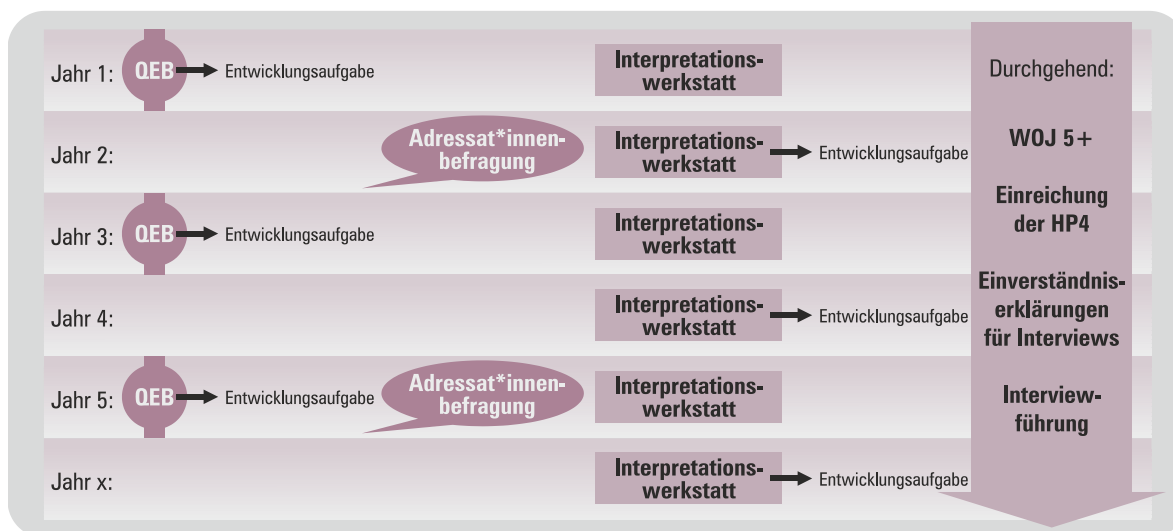 Jahr 1:
QEB
Entwicklungsaufgabe
Interpretations-
werkstatt
Jahr 2:
Adressat*innen-
befragung
Interpretations-
werkstatt
Entwicklungsaufgabe
Jahr 3:
QEB
Entwicklungsaufgabe
Interpretations-
werkstatt
Jahr 4:
Interpretations-
werkstatt
Entwicklungsaufgabe
Jahr 5:
QEB
Entwicklungsaufgabe
Adressat*innen-
befragung
Interpretations-
werkstatt
Jahr x:
Interpretations-
werkstatt
Entwicklungsaufgabe
Durchgehend:
WOJ 5+
Einreichung
der HP4
Einverständnis-
erklärungen
für Interviews
Interview-
führung